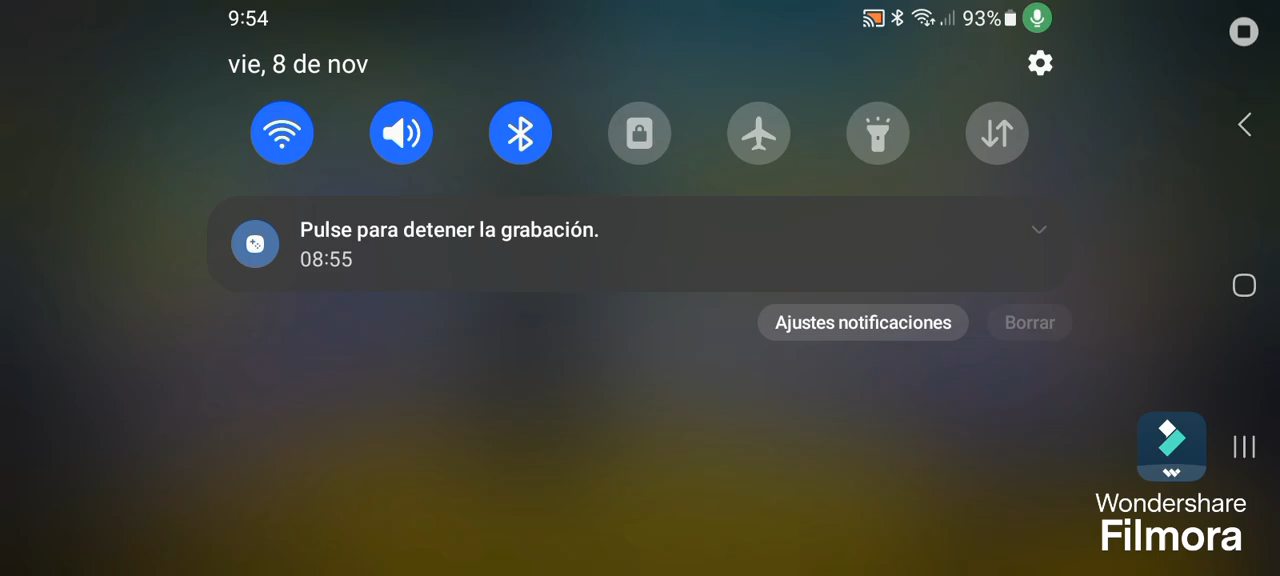 9:54
93%
vie, 8 de nov
Pulse para detener la grabación.
08:55
Ajustes notificaciones
Borrar
Wondershare
Filmora